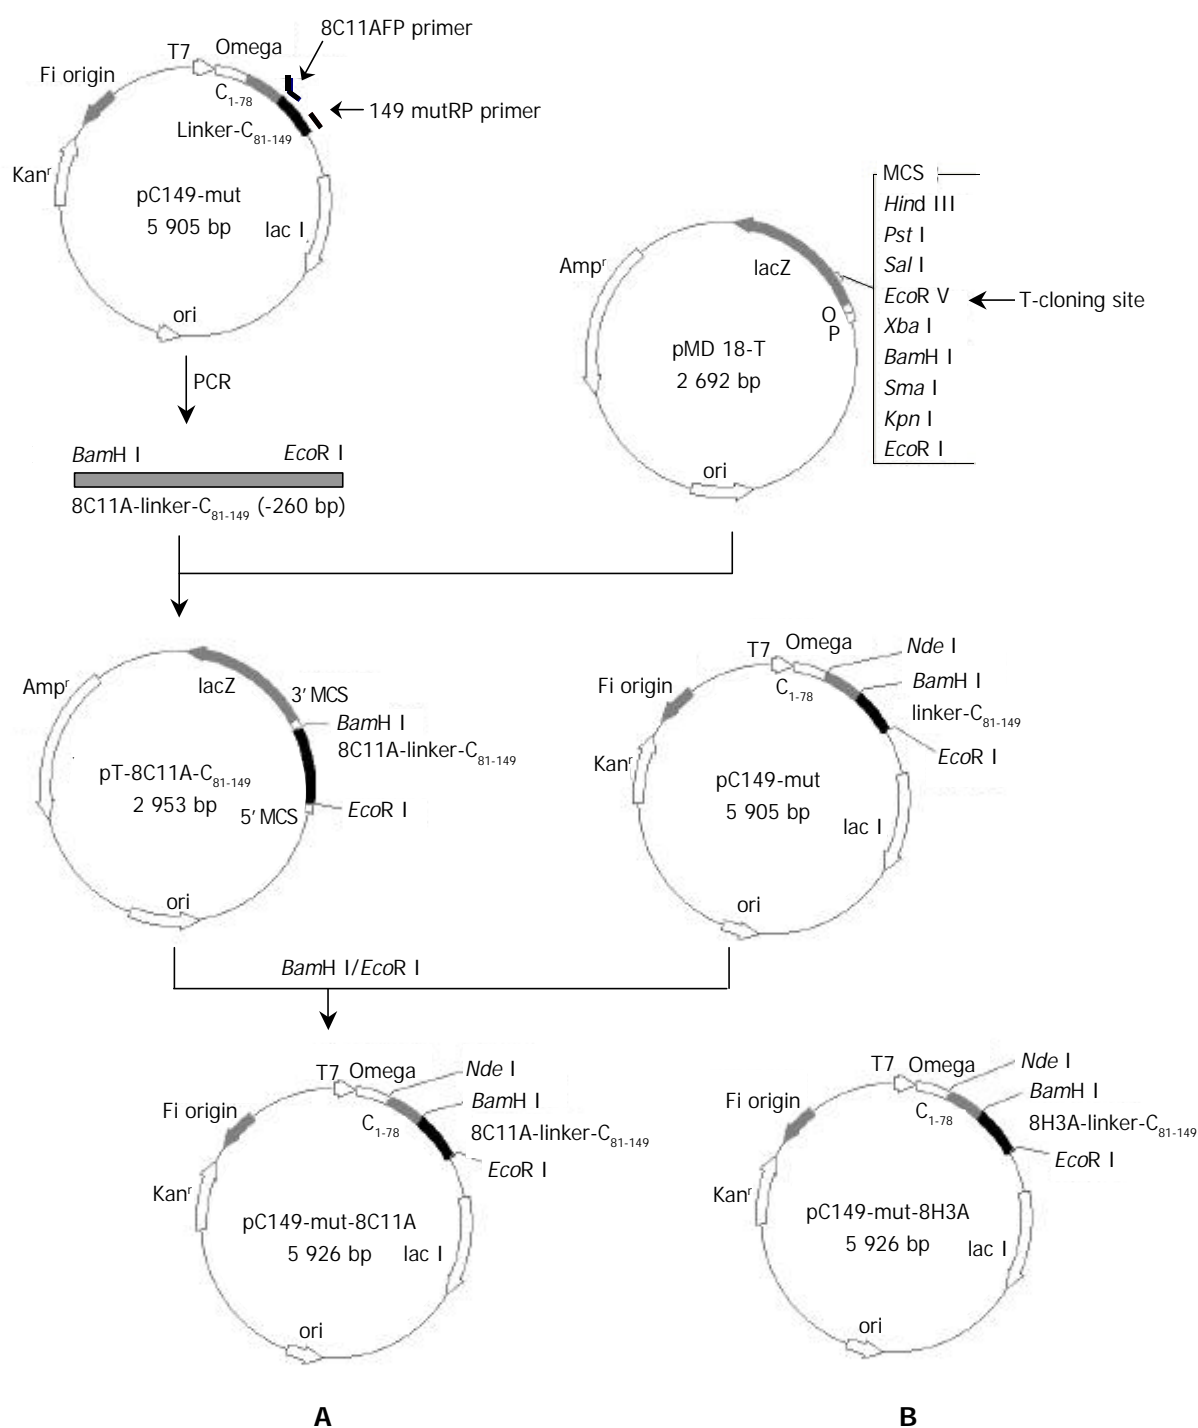 8C11AFP primer
T7 Omega
Fi origin
C1-78
149 mutRP primer
Linker-C81-149
Kanr
pC149-mut
5 905 bp
lac I
ori
PCR
BamH I EcoR I
8C11A-linker-C81-149 (-260 bp)
MCS
Hind III
Pst I
Sal I
EcoR V
T-cloning site
Xba I
BamH I
Sma I
Kpn I
EcoR I
Ampr
lacZ
O
P
pMD 18-T
2 692 bp
ori
Ampr
lacZ
3' MCS
BamH I
8C11A-linker-C81-149
pT-8C11A-C81-149
2 953 bp
5' MCS
EcoR I
ori
T7 Omega
Nde I
Fi origin
C1-78
BamH I
linker-C81-149
EcoR I
Kanr
pC149-mut
5 905 bp
lac I
ori
BamH I/EcoR I
T7 Omega
Nde I
Fi origin
C1-78
BamH I
8C11A-linker-C81-149
EcoR I
Kanr
pC149-mut-8C11A
5 926 bp
lac I
ori
T7 Omega
Nde I
Fi origin
C1-78
BamH I
8H3A-linker-C81-149
EcoR I
Kanr
pC149-mut-8H3A
5 926 bp
lac I
ori
A
B